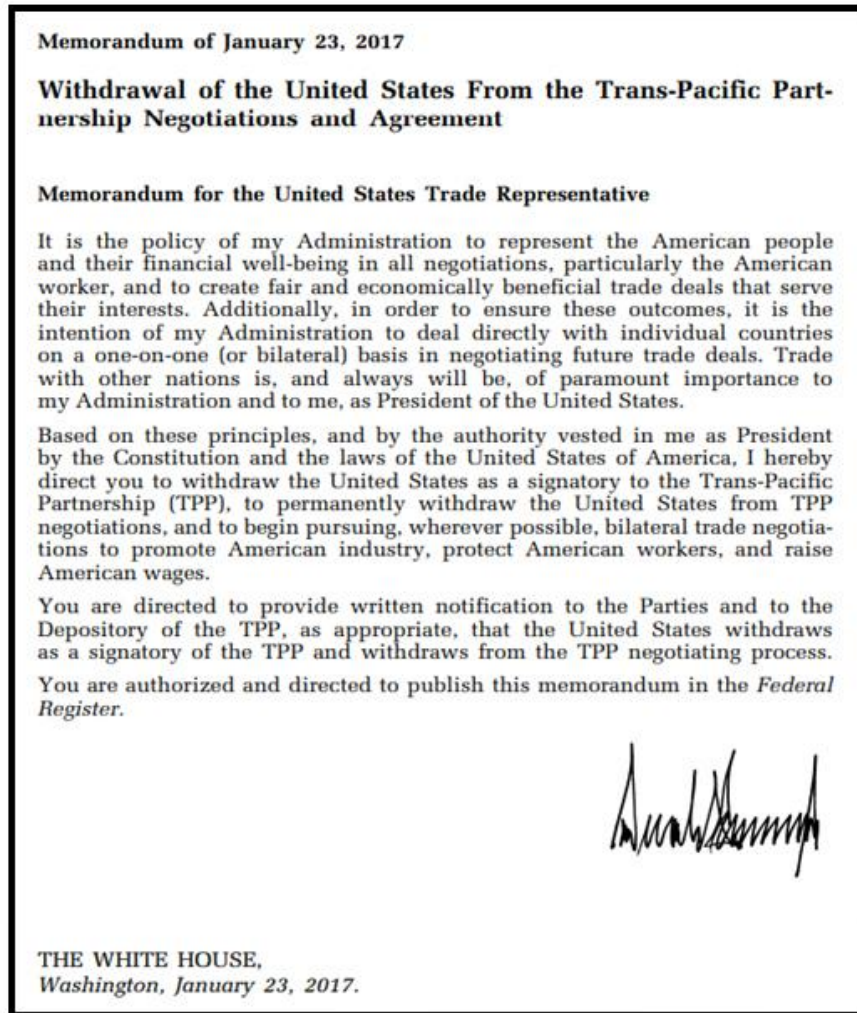 Memorandum of January 23, 2017
Withdrawal of the United States From the Trans-Pacific Part-
nership Negotiations and Agreement
Memorandum for the United States Trade Representative
It is the policy of my Administration to represent the American people
and their financial well-being in all negotiations, particularly the American
worker, and to create fair and economically beneficial trade deals that serve
their interests. Additionally, in order to ensure these outcomes, it is the
intention of my Administration to deal directly with individual countries
on a one-on-one (or bilateral) basis in negotiating future trade deals. Trade
with other nations is, and always will be, of paramount importance to
my Administration and to me, as President of the United States.
Based on these principles, and by the authority vested in me as President
by the Constitution and the laws of the United States of America, I hereby
direct you to withdraw the United States as a signatory to the Trans-Pacific
Partnership (TPP), to permanently withdraw the United States from TPP
negotiations, and to begin pursuing, wherever possible, bilateral trade negotia-
tions to promote American industry, protect American workers, and raise
American wages.
You are directed to provide written notification to the Parties and to the
Depository of the TPP, as appropriate, that the United States withdraws
as a signatory of the TPP and withdraws from the TPP negotiating process.
You are authorized and directed to publish this memorandum in the Federal
Register.
THE WHITE HOUSE,
Washington, January 23, 2017.